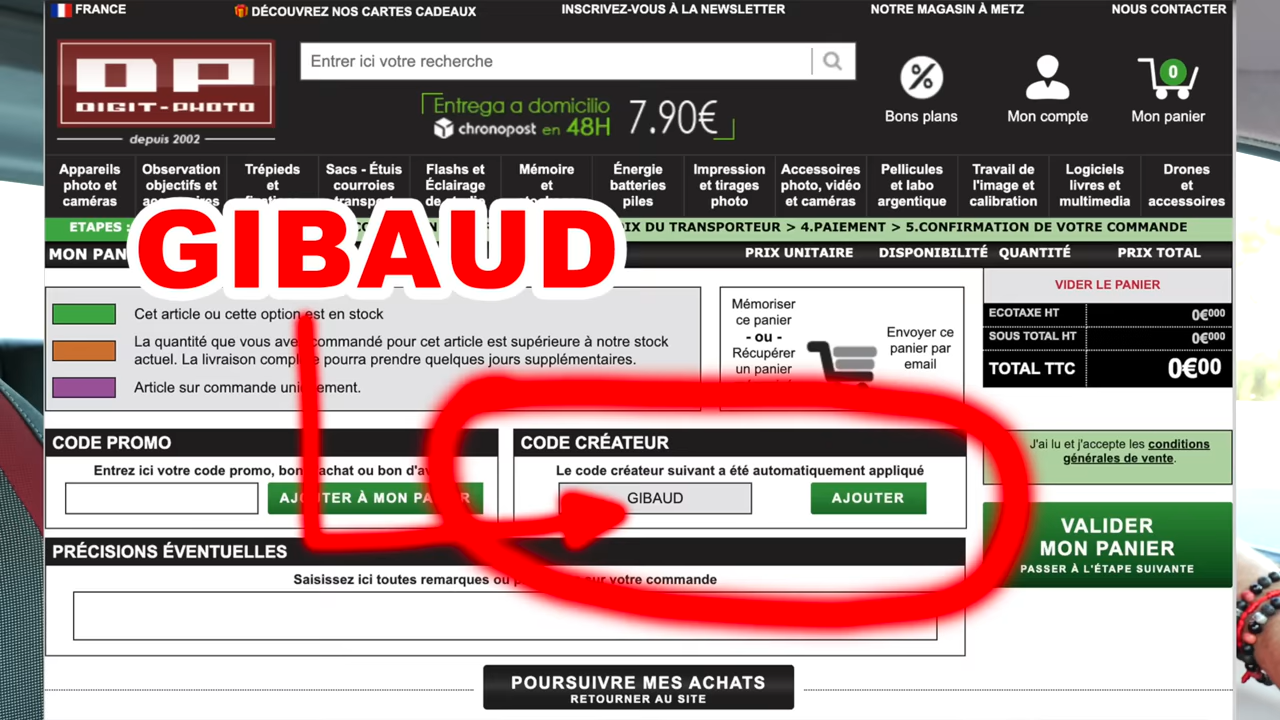 FRANCE
DÉCOUVREZ NOS CARTES CADEAUX
INSCRIVEZ-VOUS À LA NEWSLETTER
NOTRE MAGASIN À METZ
NOUS CONTACTER
DP
DIGIT-PHOTO
depuis 2002
Entrer ici votre recherche
Entrega a domicilio
chronopost en 48H
7.90€
Bons plans
Mon compte
0
Mon panier
Appareils
photo et
caméras
Observation
objectifs et
Trépieds
et
Sacs - Étuis
courroies
Flashs et
Éclairage
Mémoire
et
Énergie
batteries
piles
Impression
et tirages
photo
Accessoires
photo, vidéo
et caméras
Pellicules
et labo
argentique
Travail de
l'image et
calibration
Logiciels
livres et
multimedia
Drones
et
accessoires
ETAPES :
DU TRANSPORTEUR > 4.PAIEMENT > 5.CONFIRMATION DE VOTRE COMMANDE
GIBAUD
MON
PRIX UNITAIRE
DISPONIBILITÉ
QUANTITÉ
PRIX TOTAL
Cet article ou cette option est en stock
La quantité que vous avez commandé pour cet article est supérieure à notre stock
actuel. La livraison pourra prendre quelques jours supplémentaires.
Article sur commande uniquement.
Mémoriser
ce panier
- ou -
Récupérer
un panier
Envoyer ce
panier par
email
VIDER LE PANIER
ECOTAXE HT 0€000
SOUS TOTAL HT 0€000
TOTAL TTC 0€00
CODE PROMO
Entrez ici votre code promo, bon achat ou bon
AJOUTER À MON PANIER
CODE CRÉATEUR
Le code créateur suivant a été automatiquement appliqué
GIBAUD
AJOUTER
J'ai lu et j'accepte les conditions
générales de vente.
VALIDER
MON PANIER
PASSER À L'ÉTAPE SUIVANTE
PRÉCISIONS ÉVENTUELLES
Saisissez ici toutes remarques ou sur votre commande
POURSUIVRE MES ACHATS
RETOURNER AU SITE